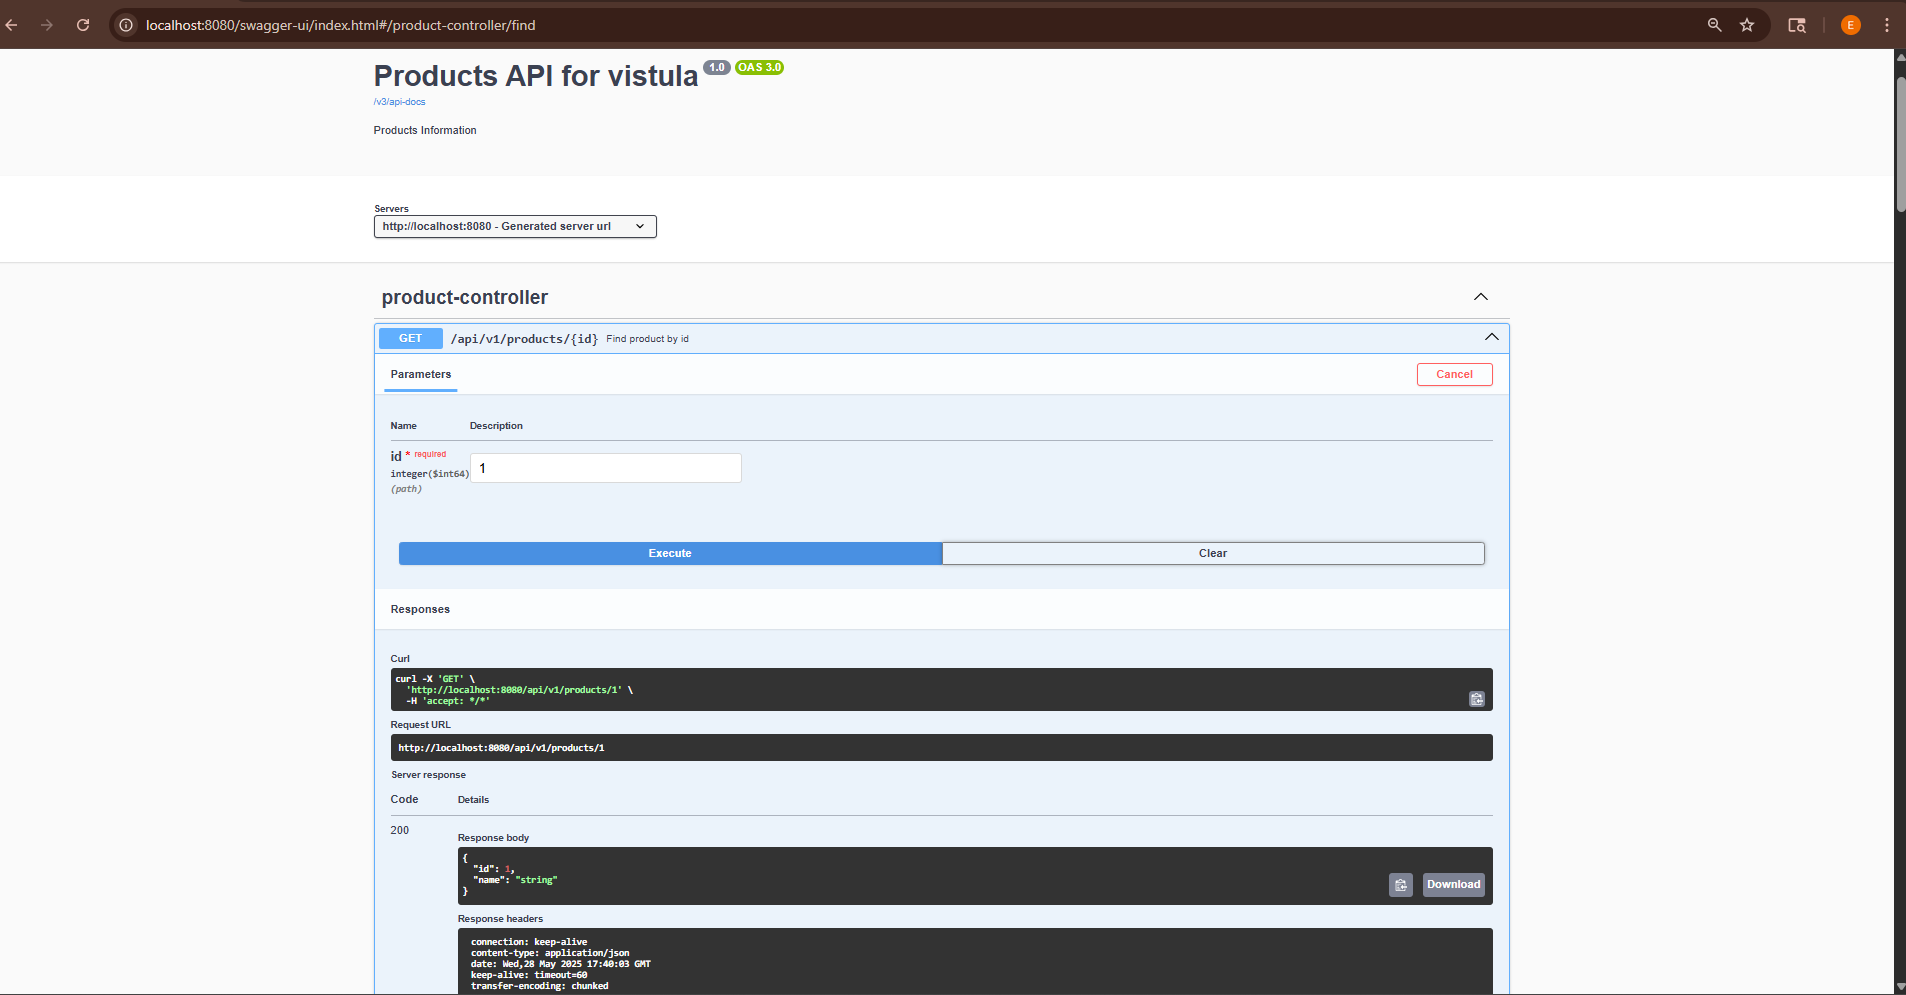 localhost:8080/swagger-ui/index.html#/product-controller/find
E
Products API for vistula 1.0 OAS 3.0
/v3/api-docs
Products Information
Servers
http://localhost:8080 - Generated server url
product-controller
GET /api/v1/products/{id} Find product by id
Parameters
Cancel
Name Description
id * required
integer($int64)
(path)
1
Execute
Clear
Responses
Curl
curl -X 'GET' \
'http://localhost:8080/api/v1/products/1' \
-H 'accept: */*'
Request URL
http://localhost:8080/api/v1/products/1
Server response
Code Details
200
Response body
{
"id": 1,
"name": "string"
}
Download
Response headers
connection: keep-alive
content-type: application/json
date: Wed,28 May 2025 17:40:03 GMT
keep-alive: timeout=60
transfer-encoding: chunked